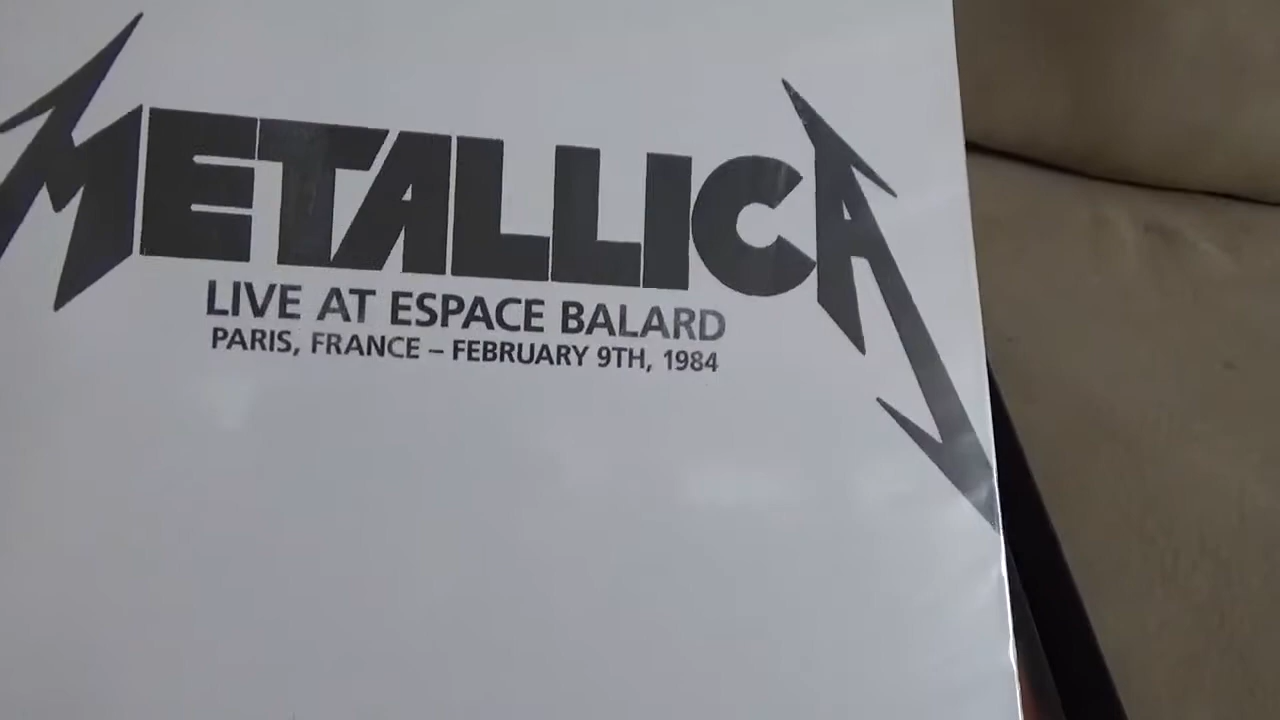 METALLICA
LIVE AT ESPACE BALARD
PARIS, FRANCE – FEBRUARY 9TH, 1984